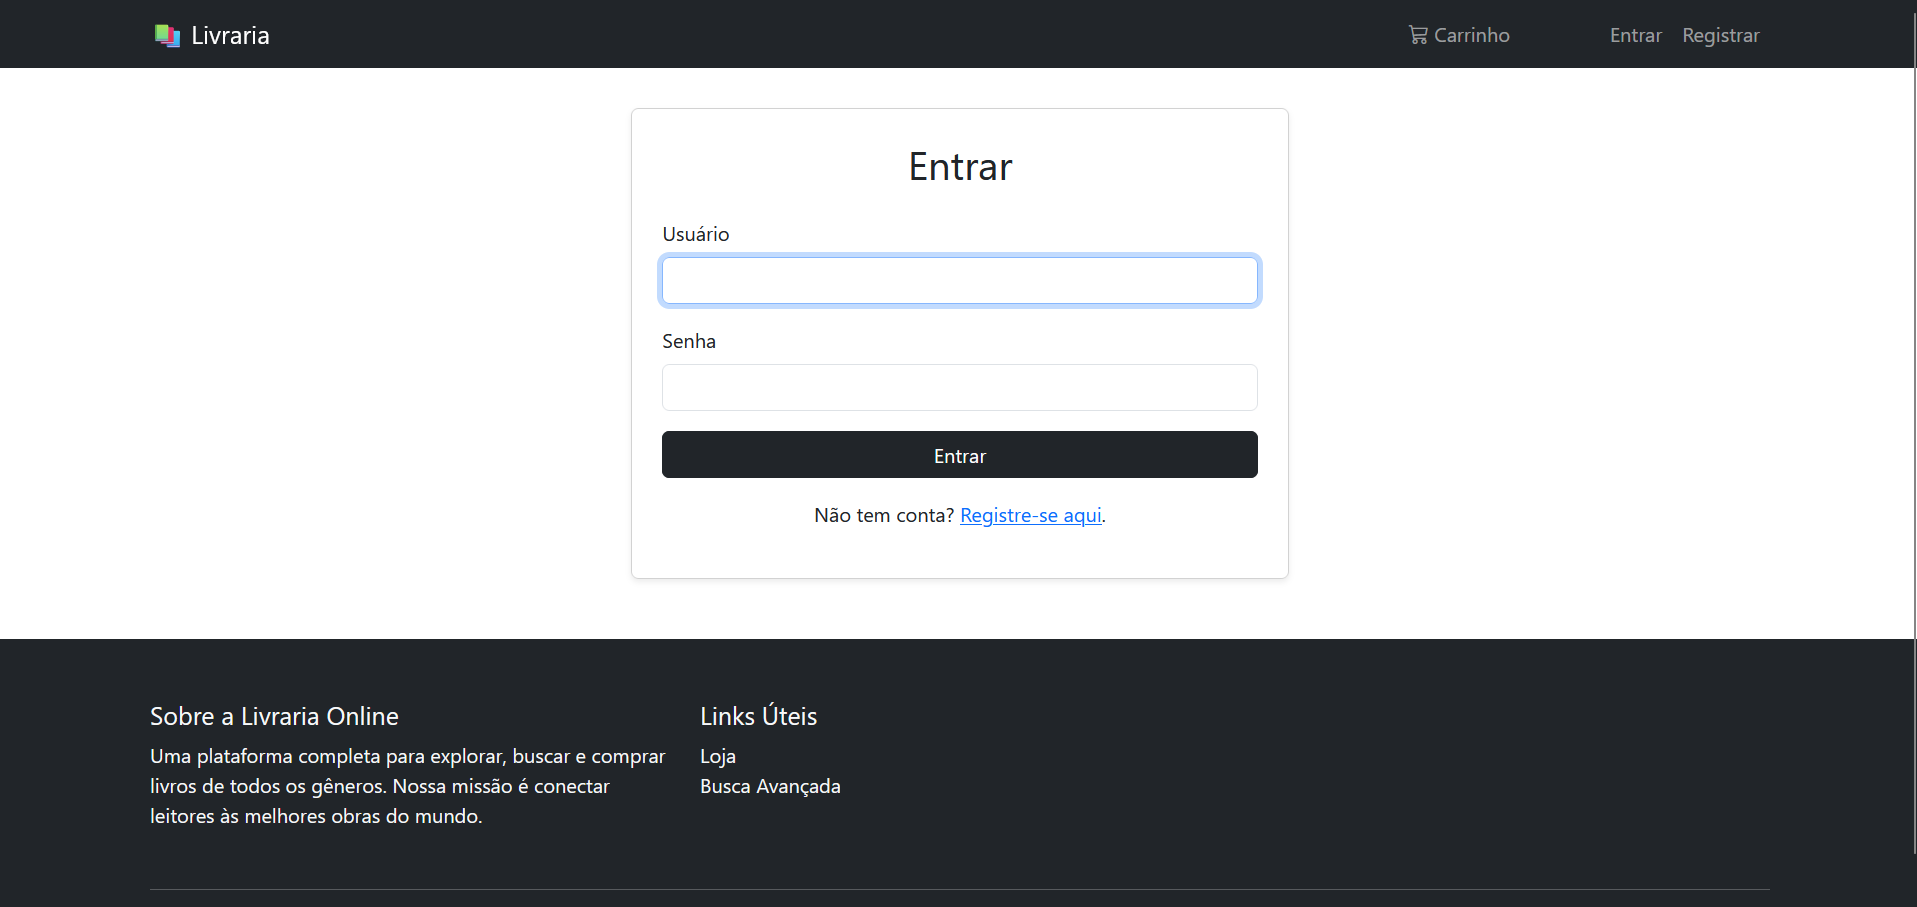 Livraria
Carrinho
Entrar
Registrar
Entrar
Usuário
Senha
Entrar
Não tem conta? Registre-se aqui.
Sobre a Livraria Online
Uma plataforma completa para explorar, buscar e comprar
livros de todos os gêneros. Nossa missão é conectar
leitores às melhores obras do mundo.
Links Úteis
Loja
Busca Avançada